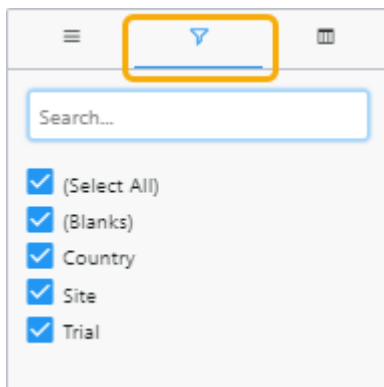 Search...
(Select All)
(Blanks)
Country
Site
Trial